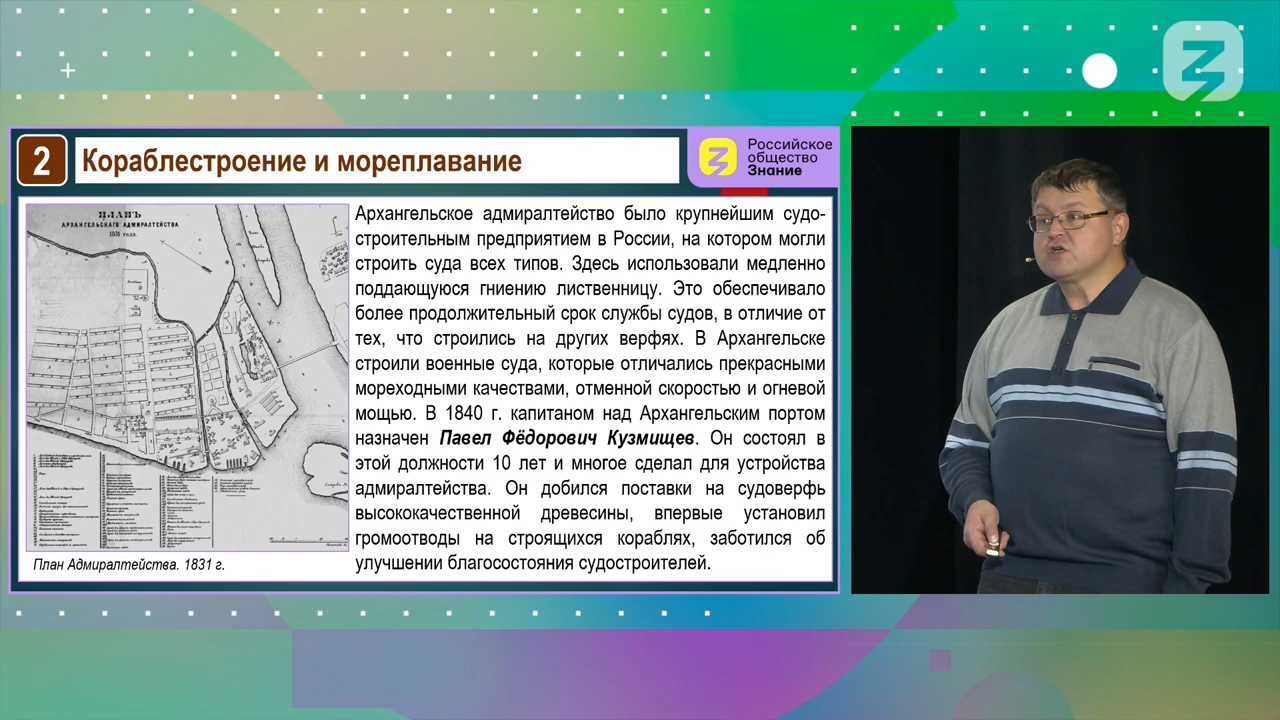 2
Кораблестроение и мореплавание
Российское
общество
Знание
ПЛАНЪ
АРХАНГЕЛЬСКАГО АДМИРАЛТЕЙСТВА
1831 ГОДА.
План Адмиралтейства. 1831 г.
Архангельское адмиралтейство было крупнейшим судо-
строительным предприятием в России, на котором могли
строить суда всех типов. Здесь использовали медленно
поддающуюся гниению лиственницу. Это обеспечивало
более продолжительный срок службы судов, в отличие от
тех, что строились на других верфях. В Архангельске
строили военные суда, которые отличались прекрасными
мореходными качествами, отменной скоростью и огневой
мощью. В 1840 г. капитаном над Архангельским портом
назначен Павел Фёдорович Кузмищев. Он состоял в
этой должности 10 лет и многое сделал для устройства
адмиралтейства. Он добился поставки на судоверфь
высококачественной древесины, впервые установил
громоотводы на строящихся кораблях, заботился об
улучшении благосостояния судостроителей.